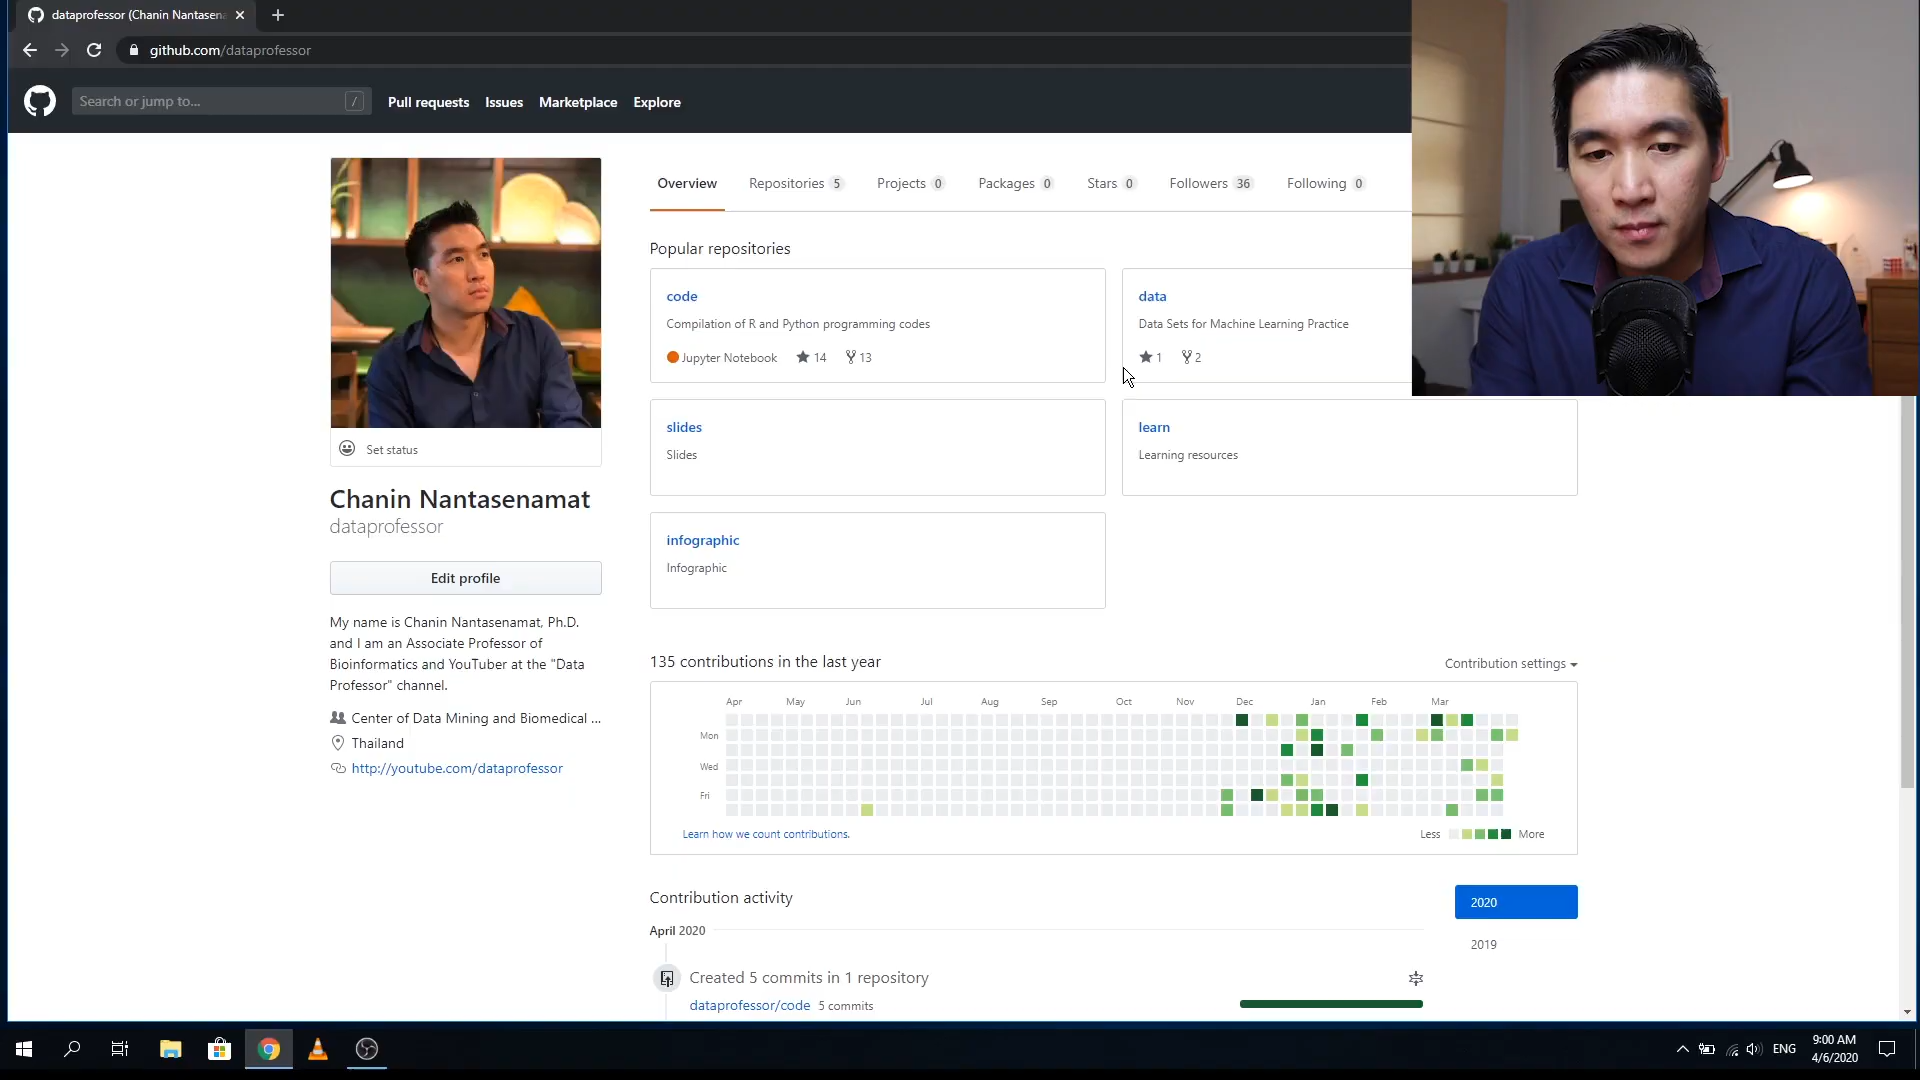 dataprofessor (Chanin Nantasena
github.com/dataprofessor
Search or jump to... /
Pull requests Issues Marketplace Explore
Overview Repositories 5 Projects 0 Packages 0 Stars 0 Followers 36 Following 0
Popular repositories
code
Compilation of R and Python programming codes
Jupyter Notebook 14 13
data
Data Sets for Machine Learning Practice
1 2
slides
Slides
learn
Learning resources
infographic
Infographic
Set status
Chanin Nantasenamat
dataprofessor
Edit profile
My name is Chanin Nantasenamat, Ph.D.
and I am an Associate Professor of
Bioinformatics and YouTuber at the "Data
Professor" channel.
Center of Data Mining and Biomedical ...
Thailand
http://youtube.com/dataprofessor
135 contributions in the last year
Contribution settings
Apr May Jun Jul Aug Sep Oct Nov Dec Jan Feb Mar
Mon
Wed
Fri
Learn how we count contributions.
Less More
Contribution activity
2020
2019
April 2020
Created 5 commits in 1 repository
dataprofessor/code 5 commits
ENG
9:00 AM
4/6/2020